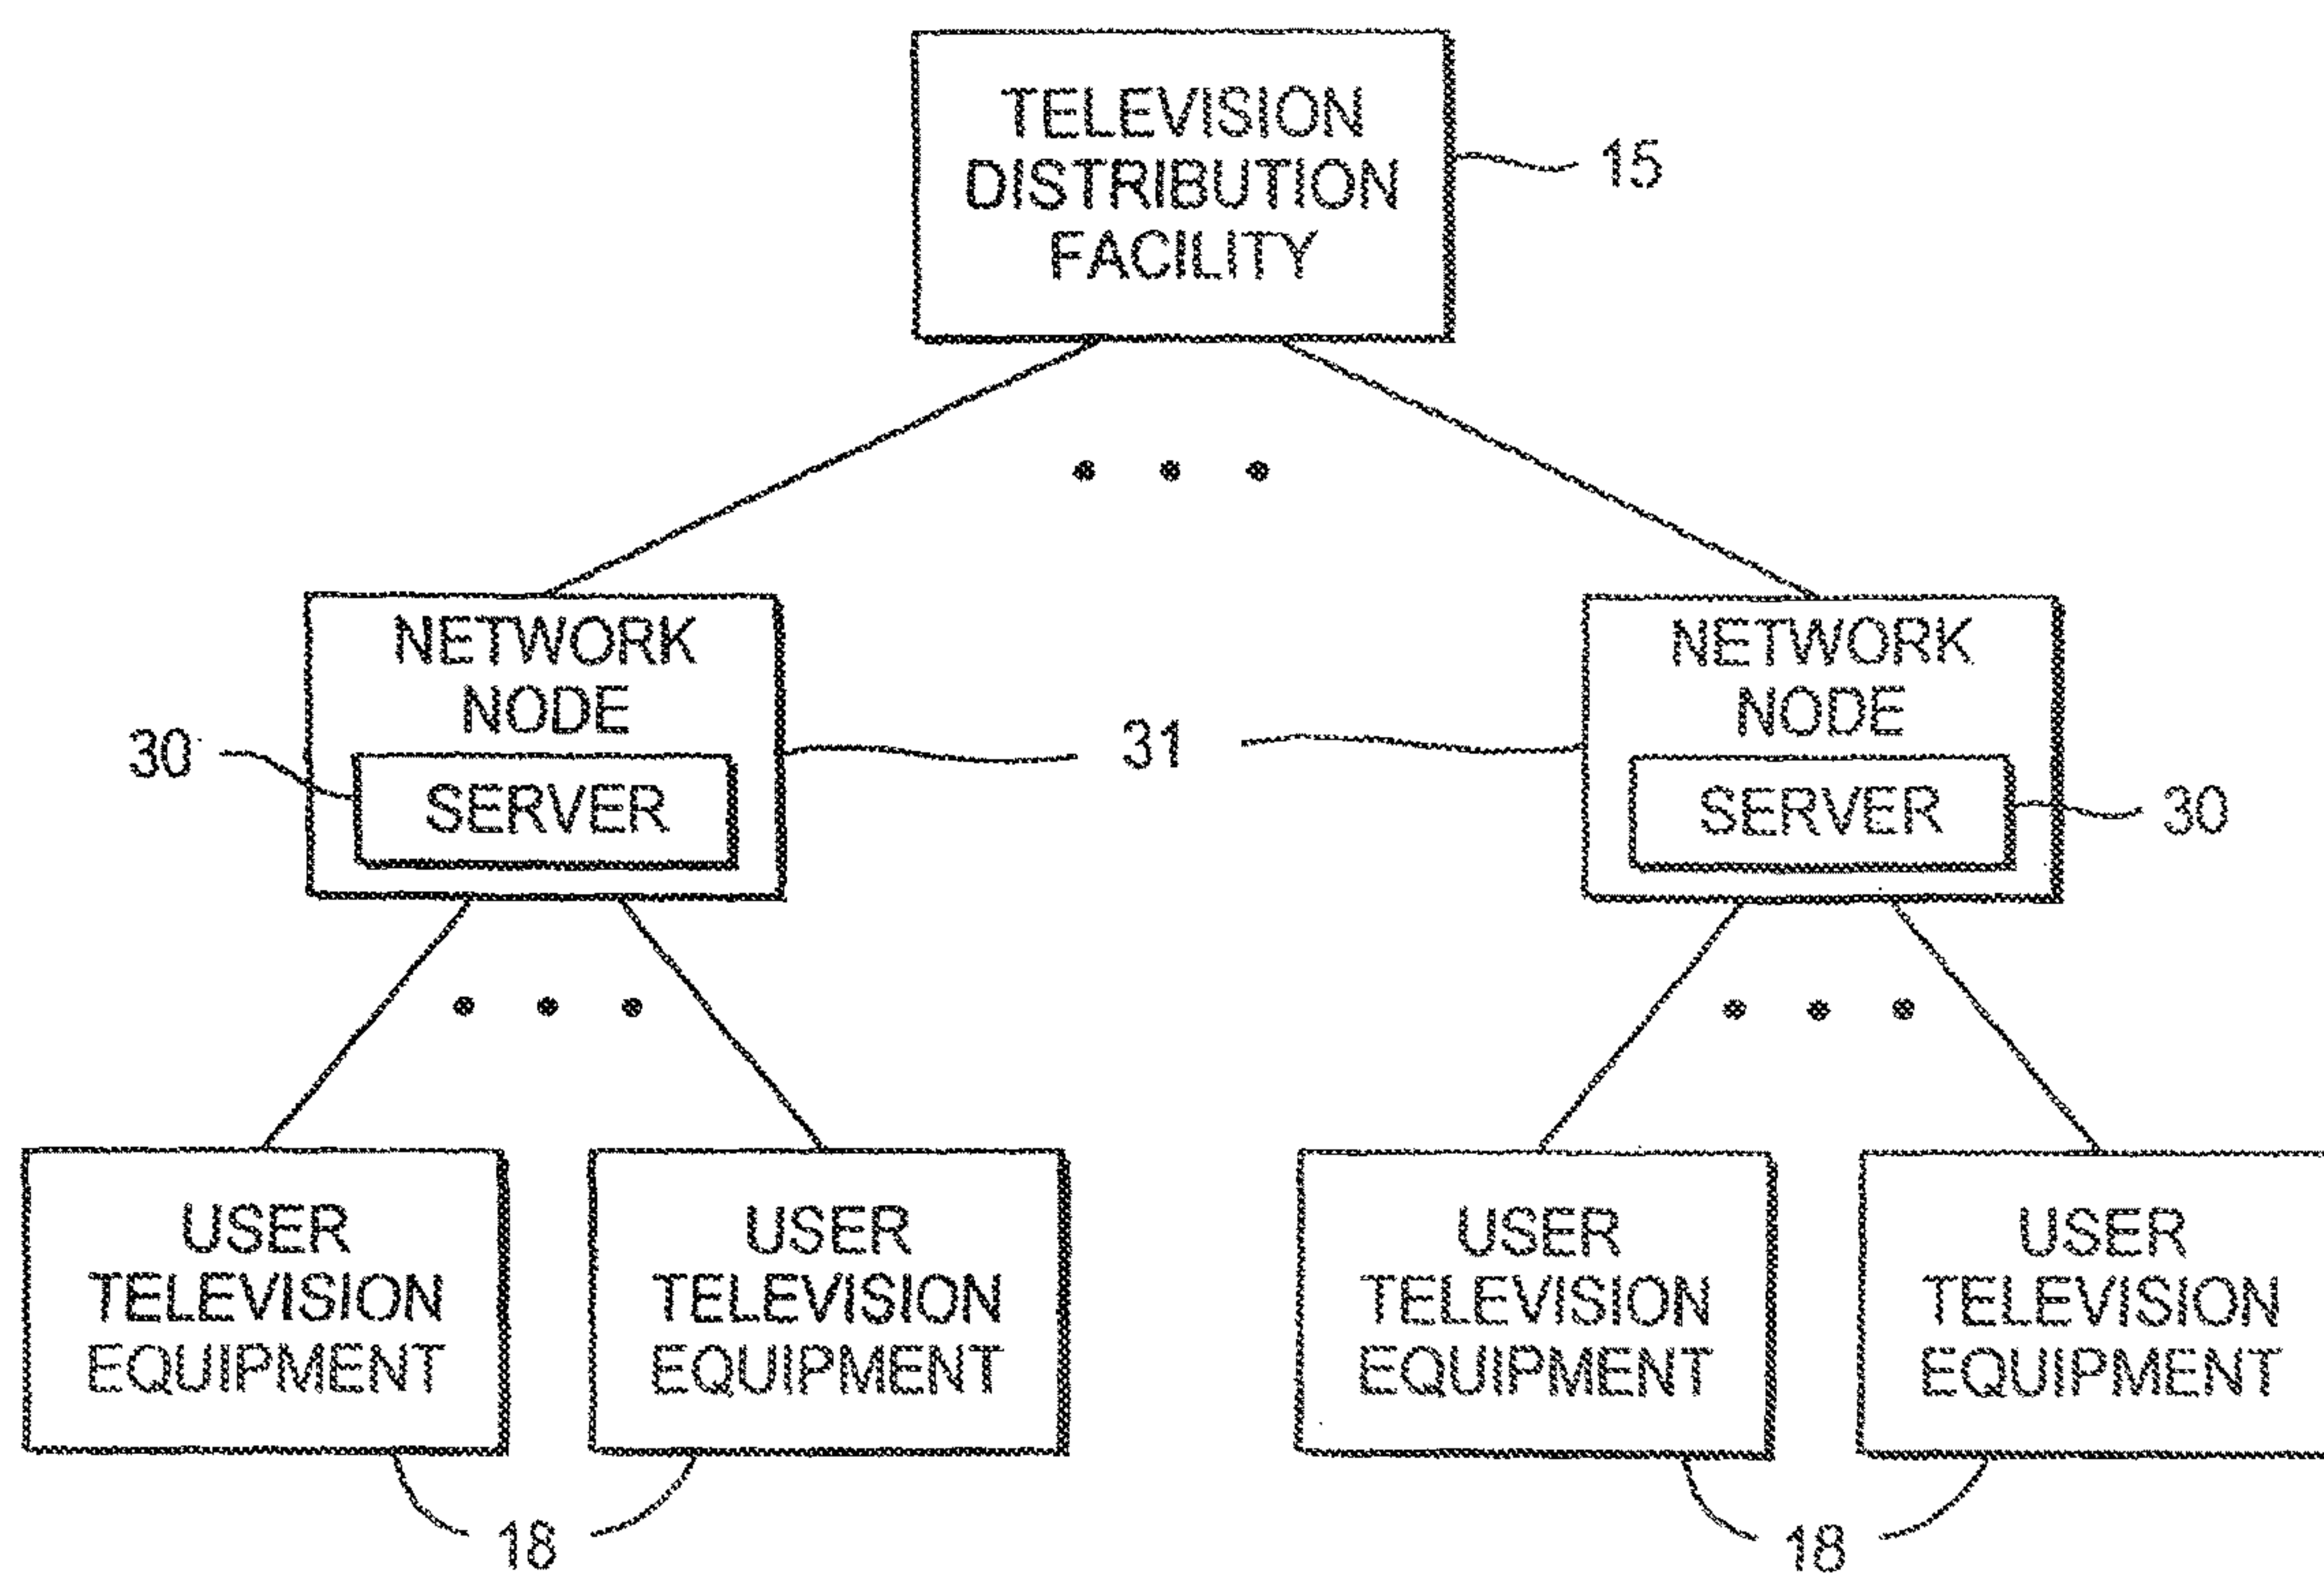 TELEVISION
DISTRIBUTION
FACILITY
15
NETWORK
NODE
SERVER
30
31
NETWORK
NODE
SERVER
30
USER
TELEVISION
EQUIPMENT
USER
TELEVISION
EQUIPMENT
18
USER
TELEVISION
EQUIPMENT
USER
TELEVISION
EQUIPMENT
18